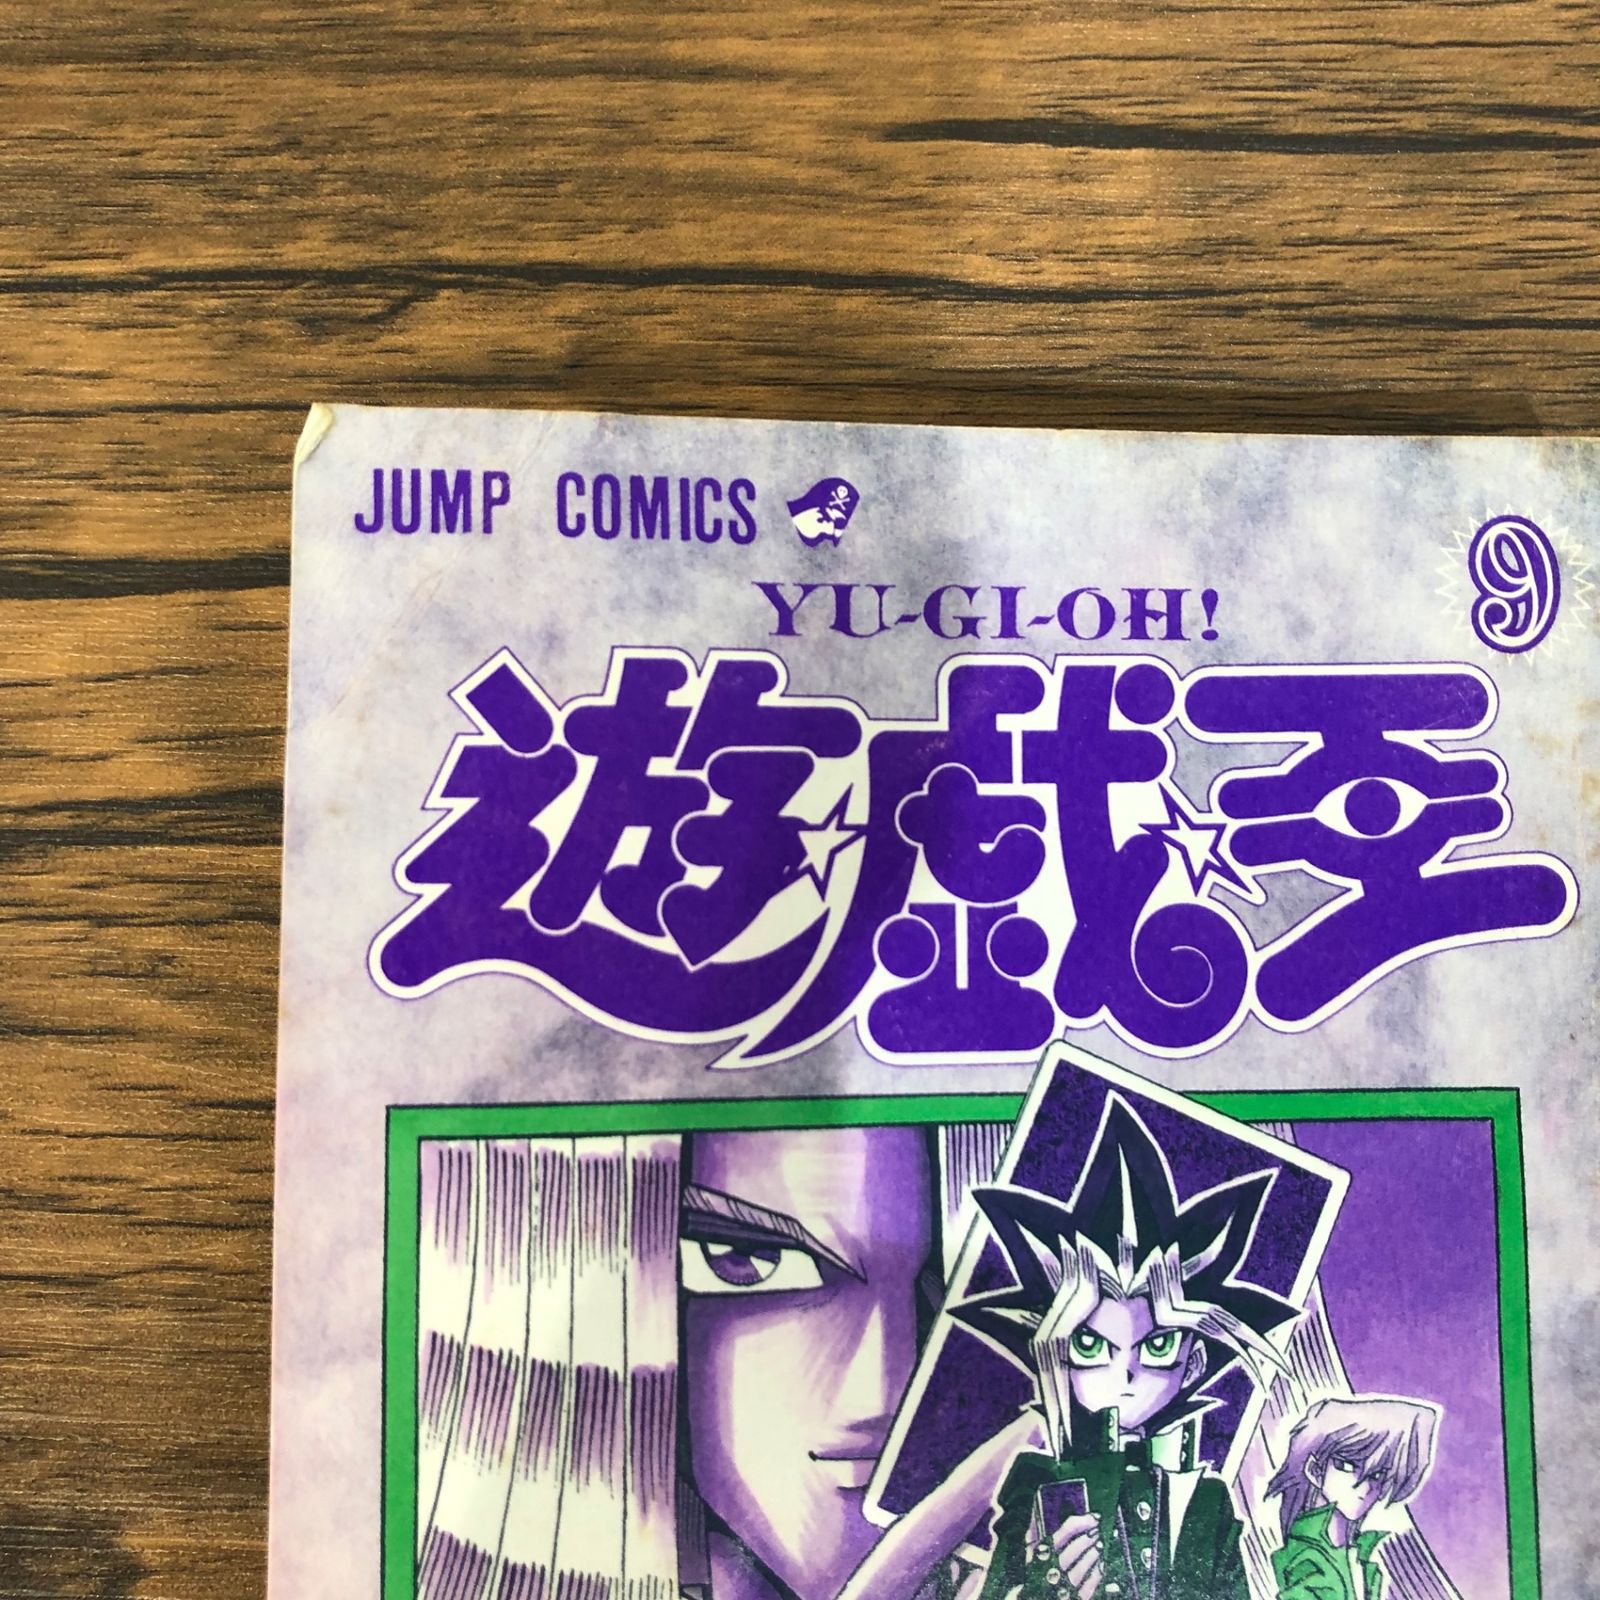 JUMP COMICS
9
YU-GI-OH!
遊☆戯☆王